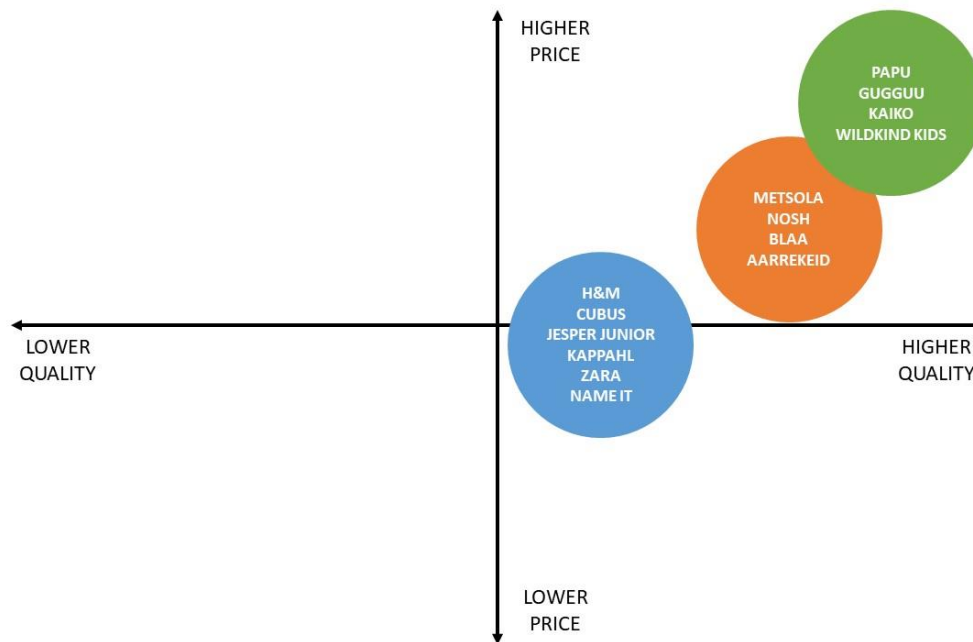 HIGHER
PRICE
PAPU
GUGGUU
KAIKO
WILDKIND KIDS
METSOLA
NOSH
BLAA
AARREKEID
H&M
CUBUS
JESPER JUNIOR
KAPPAHL
ZARA
NAME IT
LOWER
QUALITY
HIGHER
QUALITY
LOWER
PRICE